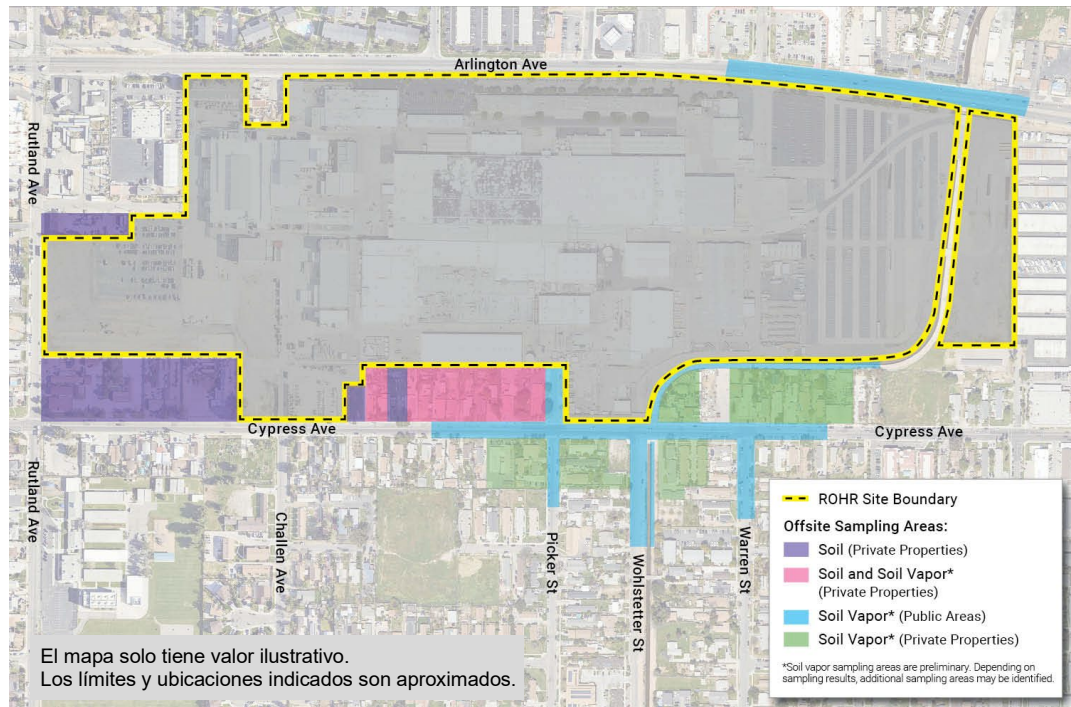 Arlington Ave
Rutland Ave
Cypress Ave
Cypress Ave
Rutland Ave
Challen Ave
Picker St
Wohlstetter St
Warren St
ROHR Site Boundary
Offsite Sampling Areas:
Soil (Private Properties)
Soil and Soil Vapor*
(Private Properties)
Soil Vapor* (Public Areas)
Soil Vapor* (Private Properties)
*Soil vapor sampling areas are preliminary. Depending on
sampling results, additional sampling areas may be identified.
El mapa solo tiene valor ilustrativo.
Los límites y ubicaciones indicados son aproximados.